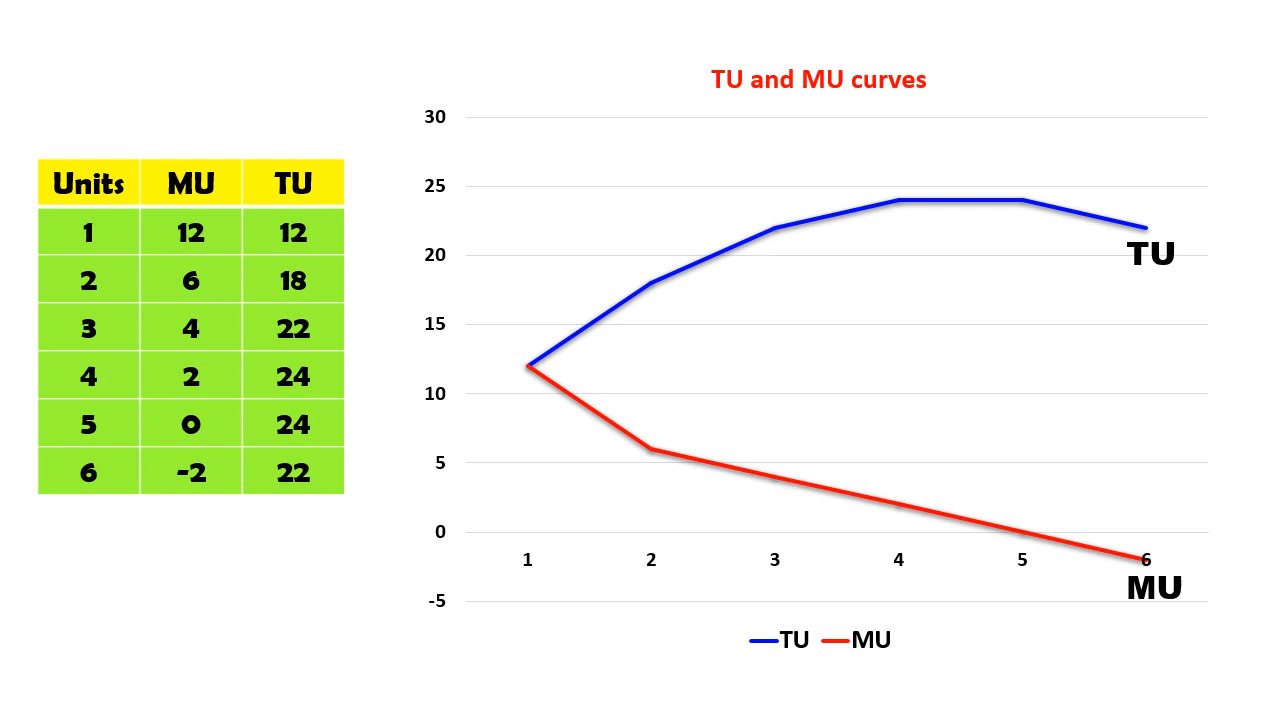 TU and MU curves
Units MU TU
1 12 12
2 6 18
3 4 22
4 2 24
5 0 24
6 -2 22
30
25
20
15
10
5
0
-5
1 2 3 4 5 6
TU
MU
TU MU